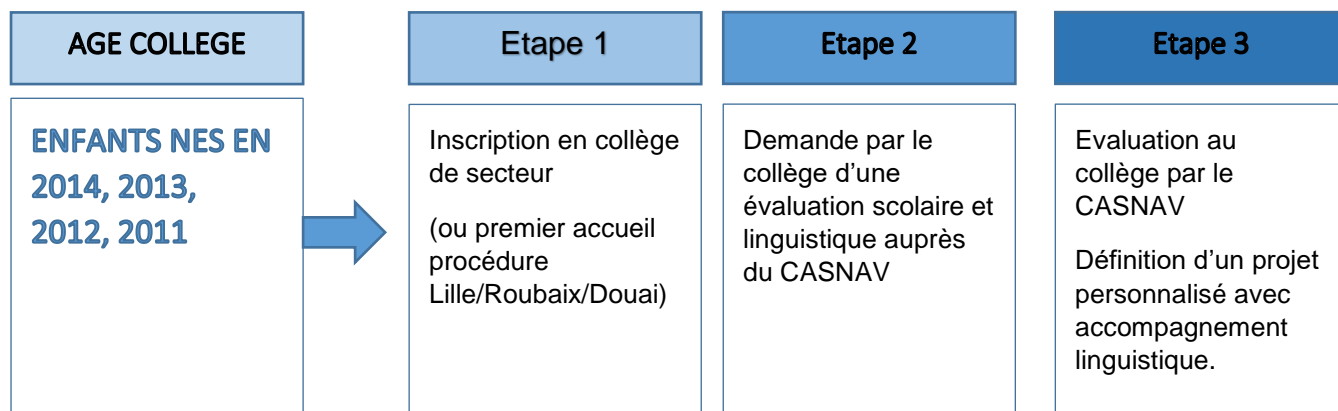 AGE COLLEGE
Etape 1
Etape 2
Etape 3
ENFANTS NES EN
2014, 2013,
2012, 2011
Inscription en collège
de secteur
(ou premier accueil
procédure
Lille/Roubaix/Douai)
Demande par le
collège d’une
évaluation scolaire et
linguistique auprès
du CASNAV
Evaluation au
collège par le
CASNAV
Définition d’un projet
personnalisé avec
accompagnement
linguistique.